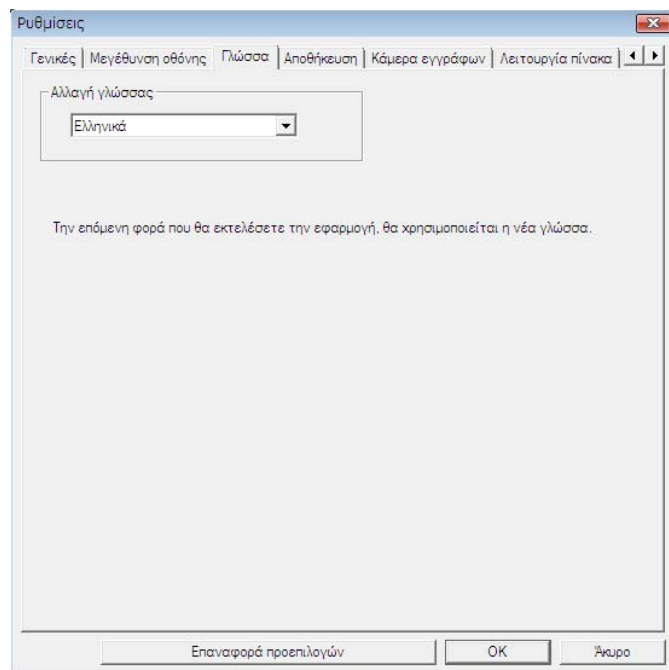 Ρυθμίσεις
Γενικές Μεγέθυνση οθόνης Γλώσσα Αποθήκευση Κάμερα εγγράφων Λειτουργία πίνακα
Αλλαγή γλώσσας
Ελληνικά
Την επόμενη φορά που θα εκτελέσετε την εφαρμογή, θα χρησιμοποιείται η νέα γλώσσα.
Επαναφορά προεπιλογών OK Άκυρο